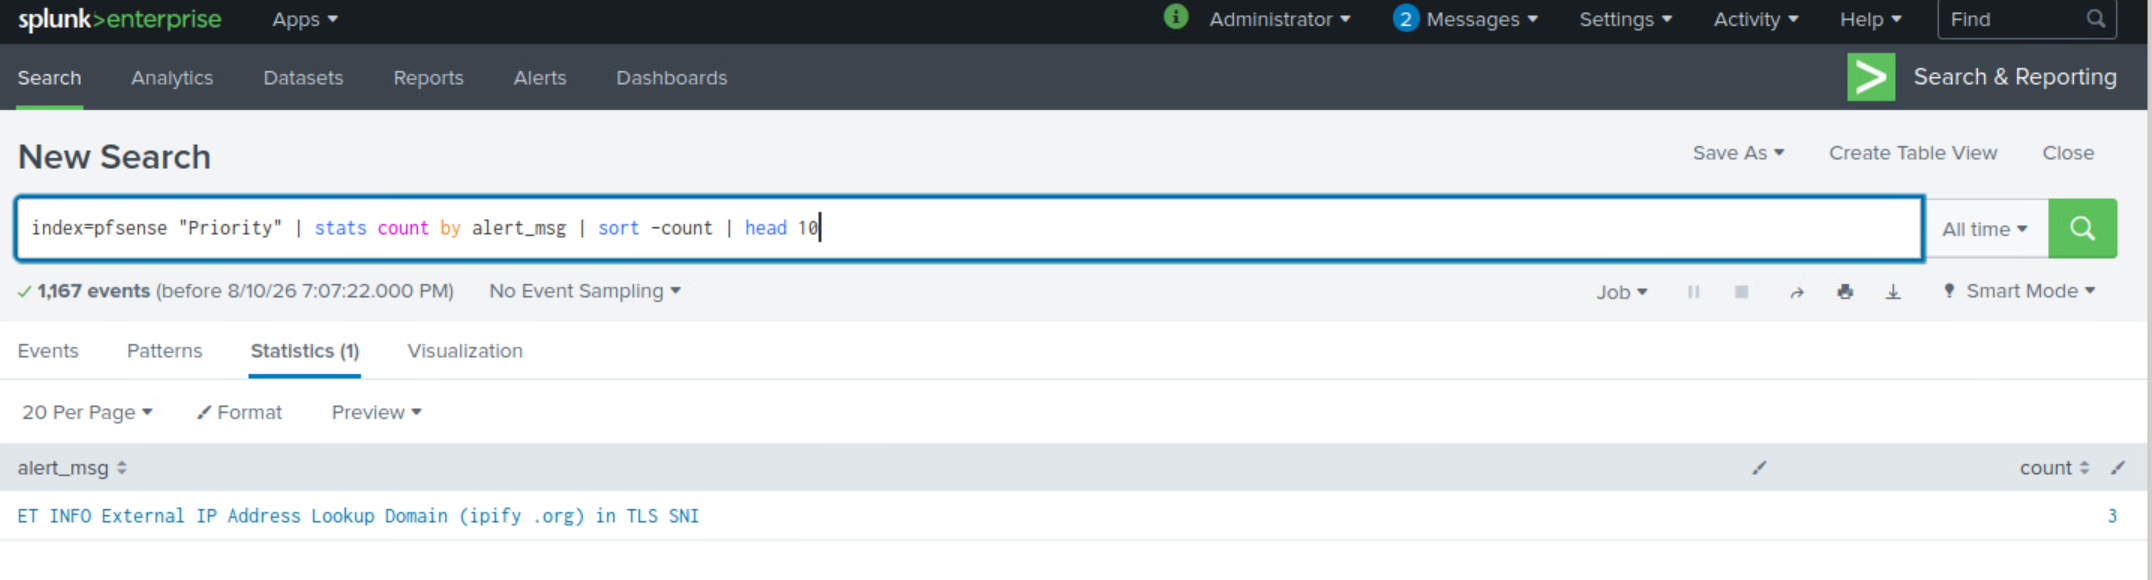 splunk>enterprise Apps i Administrator 2 Messages Settings Activity Help Find
Search Analytics Datasets Reports Alerts Dashboards > Search & Reporting
New Search Save As Create Table View Close
index=pfsense "Priority" | stats count by alert_msg | sort -count | head 10 All time
✓ 1,167 events (before 8/10/26 7:07:22.000 PM) No Event Sampling Job Smart Mode
Events Patterns Statistics (1) Visualization
20 Per Page Format Preview
alert_msg count
ET INFO External IP Address Lookup Domain (ipify .org) in TLS SNI 3